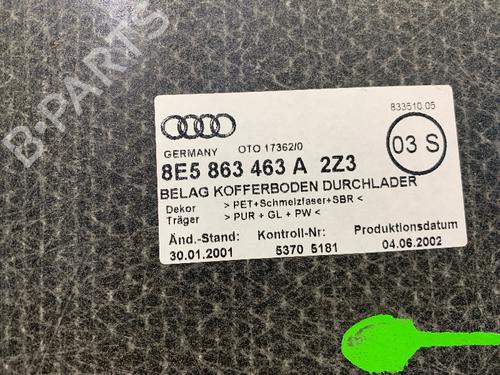 B-PARTS
833510.05
GERMANY OTO 17362/0
03 S
8E5 863 463 A 2Z3
BELAG KOFFERBODEN DURCHLADER
Dekor > PET+Schmelzfaser+SBR <
Träger > PUR + GL + PW <
Änd.-Stand: Kontroll-Nr: Produktionsdatum
30.01.2001 5370 5181 04.06.2002